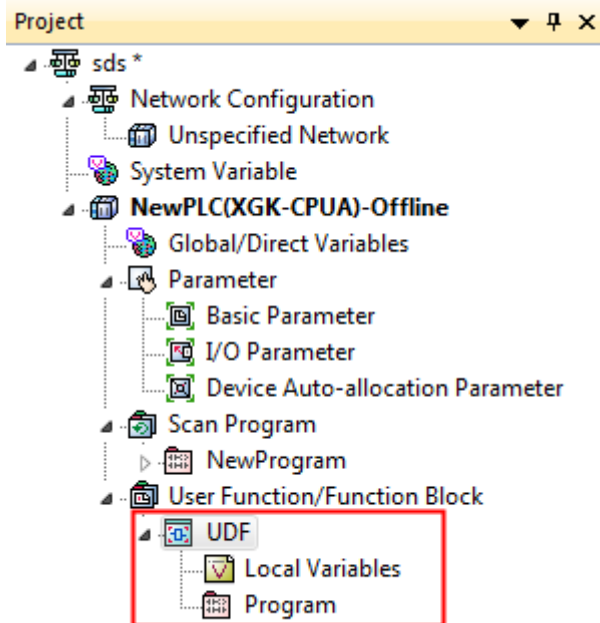 Project
sds *
Network Configuration
Unspecified Network
System Variable
NewPLC(XGK-CPUA)-Offline
Global/Direct Variables
Parameter
Basic Parameter
I/O Parameter
Device Auto-allocation Parameter
Scan Program
NewProgram
User Function/Function Block
UDF
Local Variables
Program